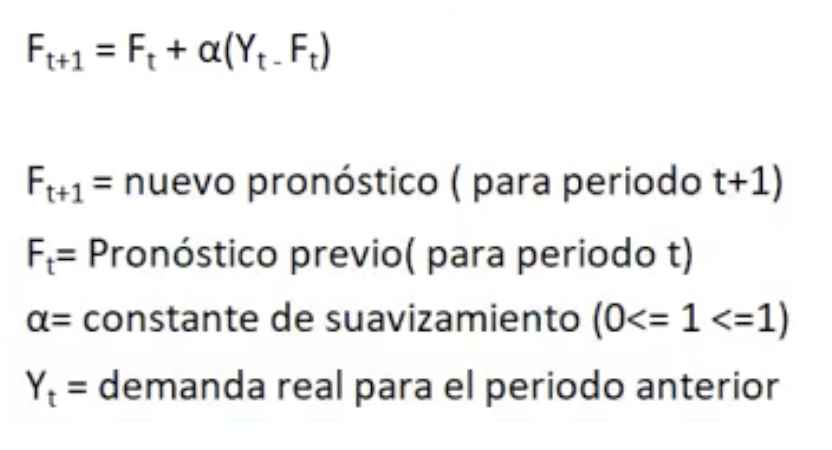 Fₜ₊₁ = Fₜ + α(Yₜ - Fₜ)
Fₜ₊₁ = nuevo pronóstico ( para periodo t+1)
Fₜ= Pronóstico previo( para periodo t)
α= constante de suavizamiento (0<= 1 <=1)
Yₜ = demanda real para el periodo anterior